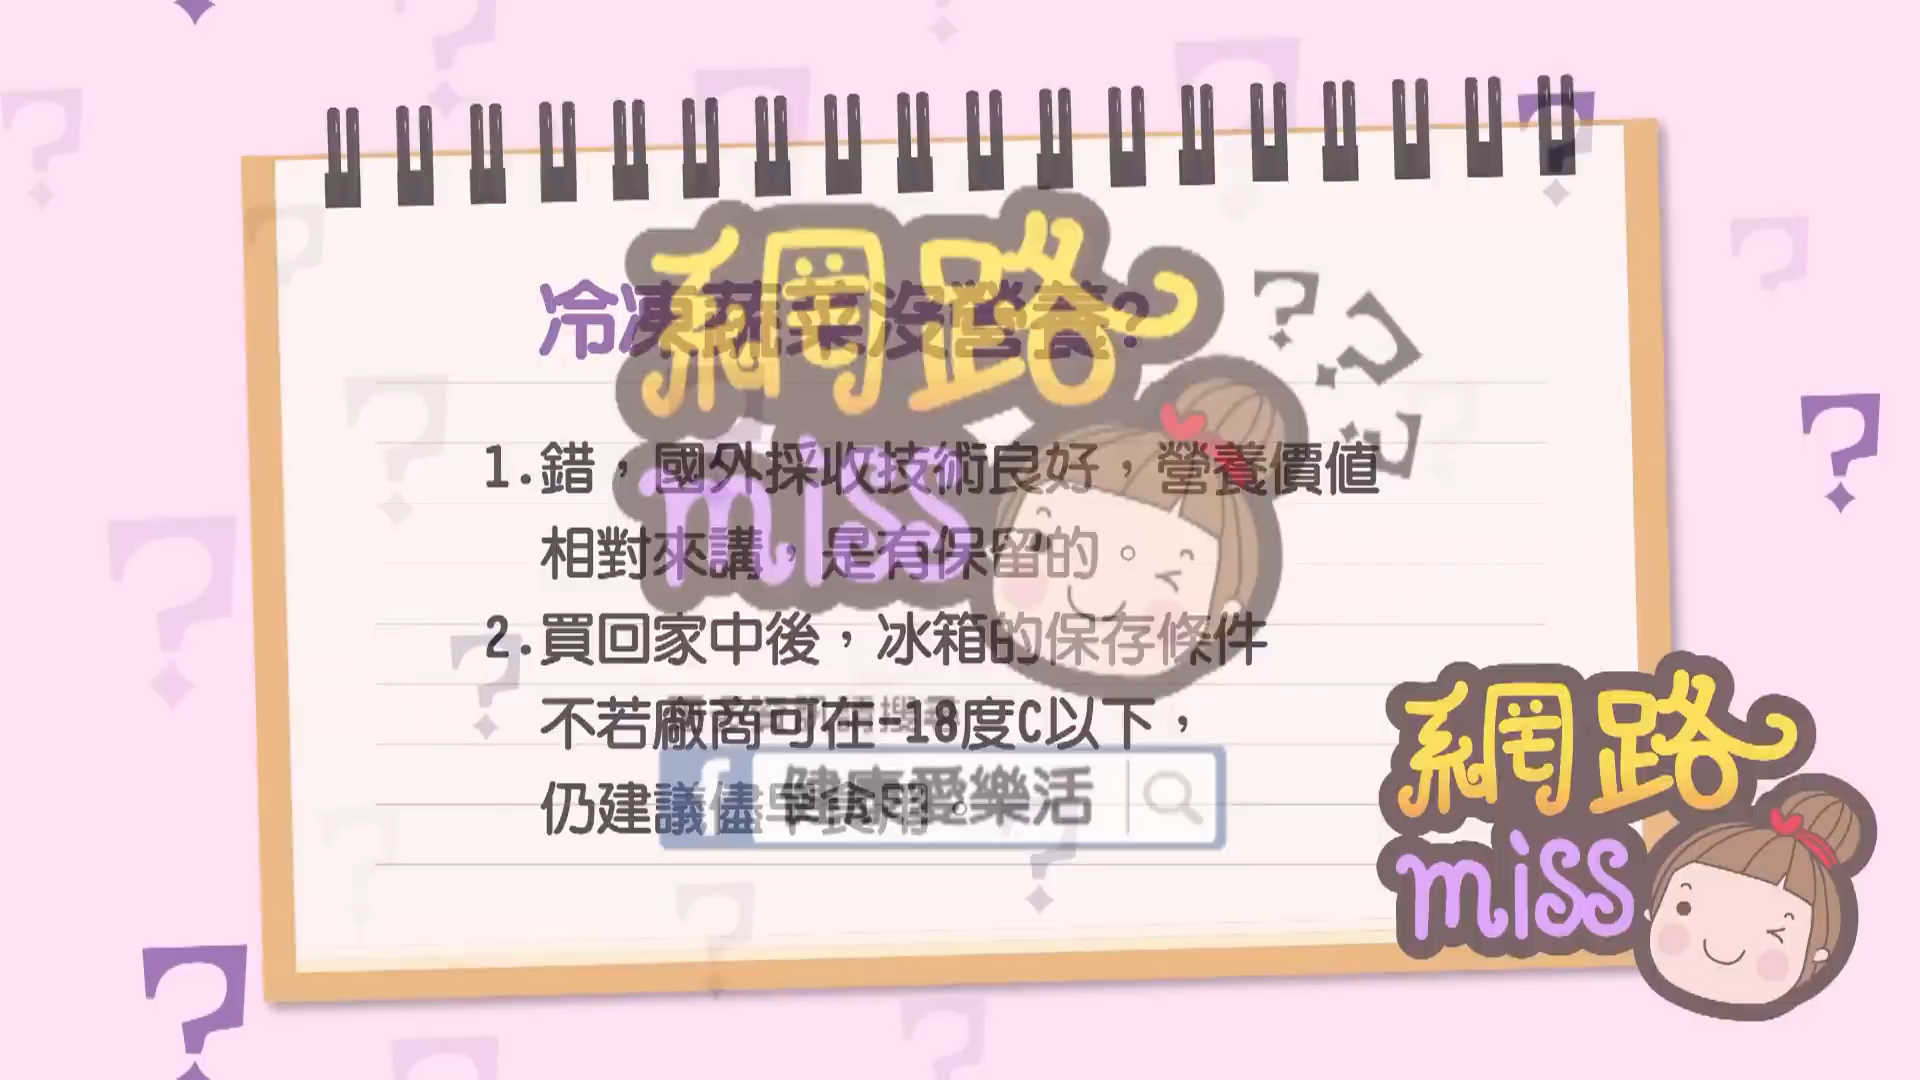 網路
冷凍蔬菜沒營養?
miss
1.錯，國外採收技術良好，營養價值
相對來講，是有保留的。
2.買回家中後，冰箱的保存條件
不若廠商可在-18度C以下，
仍建議儘早食用。
f 健康愛樂活
網路
miss